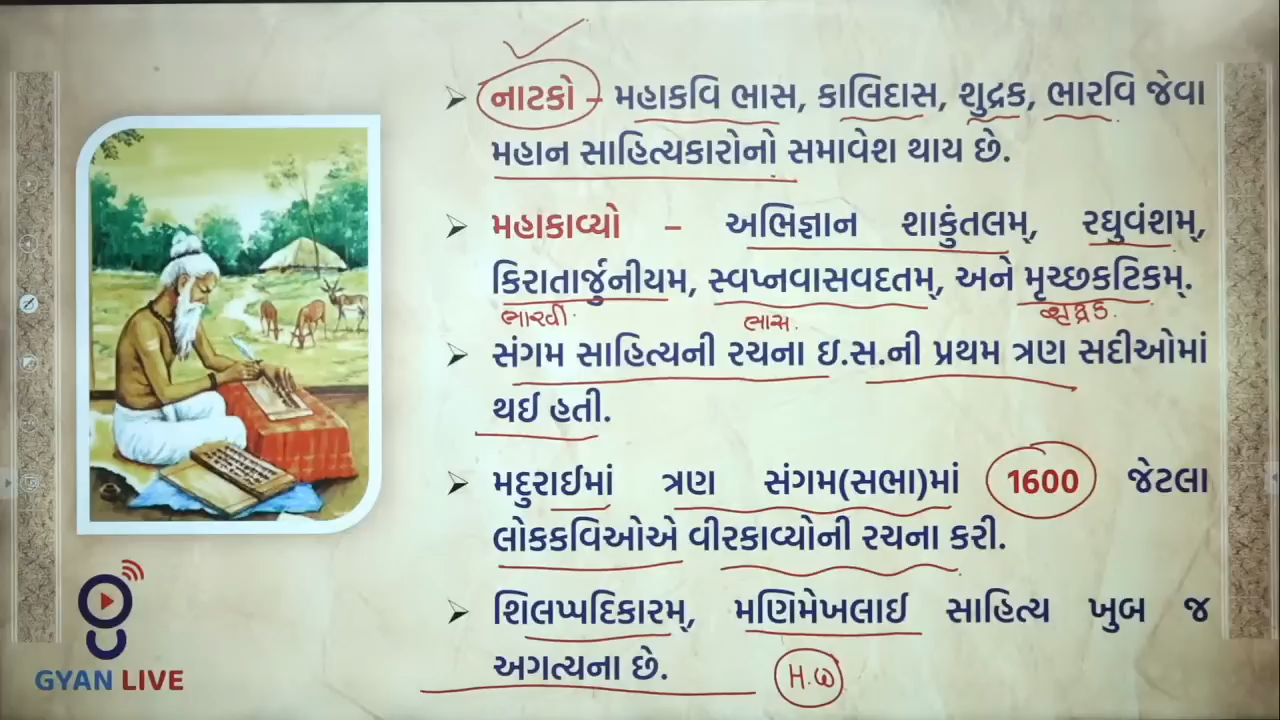 નાટકો – મહાકવિ ભાસ, કાલિદાસ, શુદ્રક, ભારવિ જેવા
મહાન સાહિત્યકારોનો સમાવેશ થાય છે.
મહાકાવ્યો – અભિજ્ઞાન શાકુંતલમ્, રઘુવંશમ્,
કિરાતાર્જુનીયમ, સ્વપ્નવાસવદતમ્, અને મૃચ્છકટિકમ્.
ભારવી. ભાસ. શુદ્રક.
સંગમ સાહિત્યની રચના ઇ.સ.ની પ્રથમ ત્રણ સદીઓમાં
થઈ હતી.
મદુરાઈમાં ત્રણ સંગમ(સભા)માં 1600 જેટલા
લોકકવિઓએ વીરકાવ્યોની રચના કરી.
શિલપ્પદિકારમ્, મણિમેખલાઈ સાહિત્ય ખુબ જ
અગત્યના છે.
H.W
GYAN LIVE